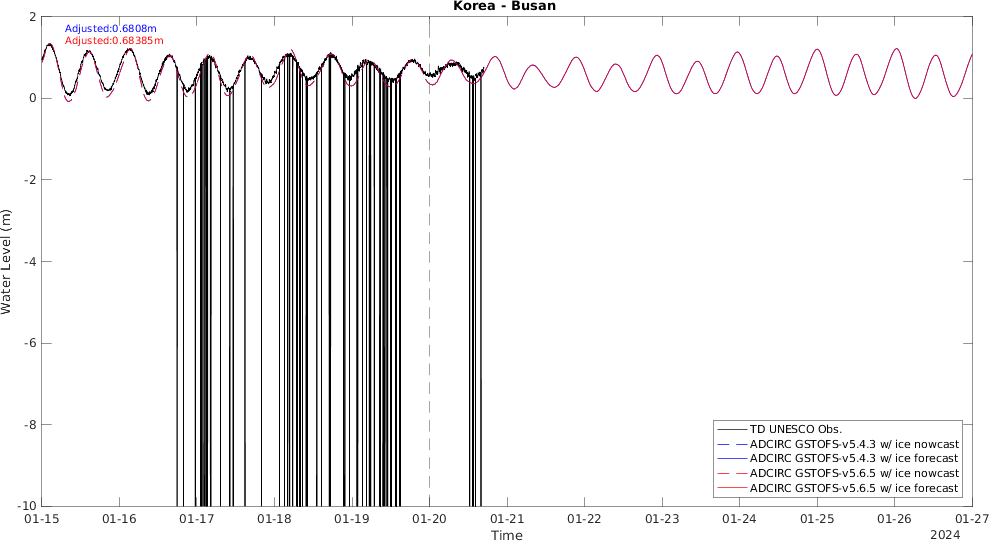 Korea - Busan
Adjusted:0.6808m
Adjusted:0.68385m
Water Level (m)
2
0
-2
-4
-6
-8
-10
TD UNESCO Obs.
ADCIRC GSTOFS-v5.4.3 w/ ice nowcast
ADCIRC GSTOFS-v5.4.3 w/ ice forecast
ADCIRC GSTOFS-v5.6.5 w/ ice nowcast
ADCIRC GSTOFS-v5.6.5 w/ ice forecast
01-15 01-16 01-17 01-18 01-19 01-20 01-21 01-22 01-23 01-24 01-25 01-26 01-27
Time
2024